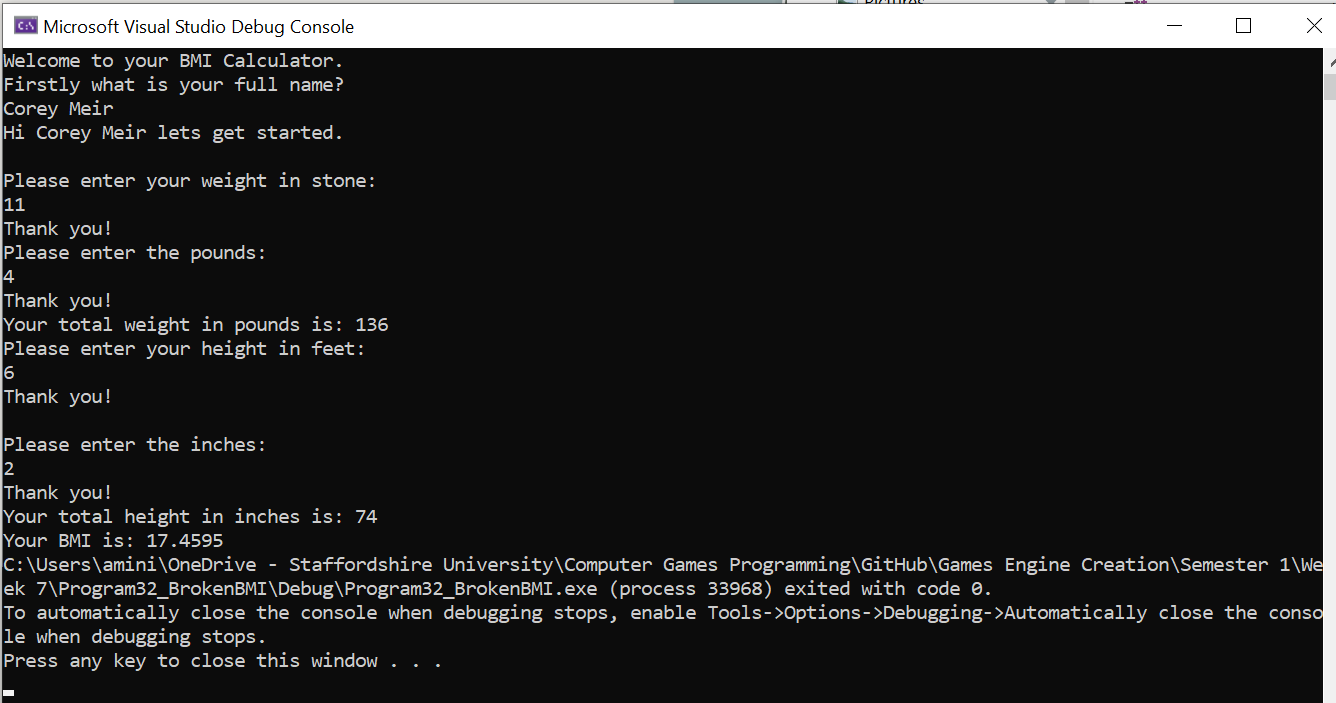 Pictures
Microsoft Visual Studio Debug Console
Welcome to your BMI Calculator.
Firstly what is your full name?
Corey Meir
Hi Corey Meir lets get started.
Please enter your weight in stone:
11
Thank you!
Please enter the pounds:
4
Thank you!
Your total weight in pounds is: 136
Please enter your height in feet:
6
Thank you!
Please enter the inches:
2
Thank you!
Your total height in inches is: 74
Your BMI is: 17.4595
C:\Users\amini\OneDrive - Staffordshire University\Computer Games Programming\GitHub\Games Engine Creation\Semester 1\We
ek 7\Program32_BrokenBMI\Debug\Program32_BrokenBMI.exe (process 33968) exited with code 0.
To automatically close the console when debugging stops, enable Tools->Options->Debugging->Automatically close the conso
le when debugging stops.
Press any key to close this window . . .